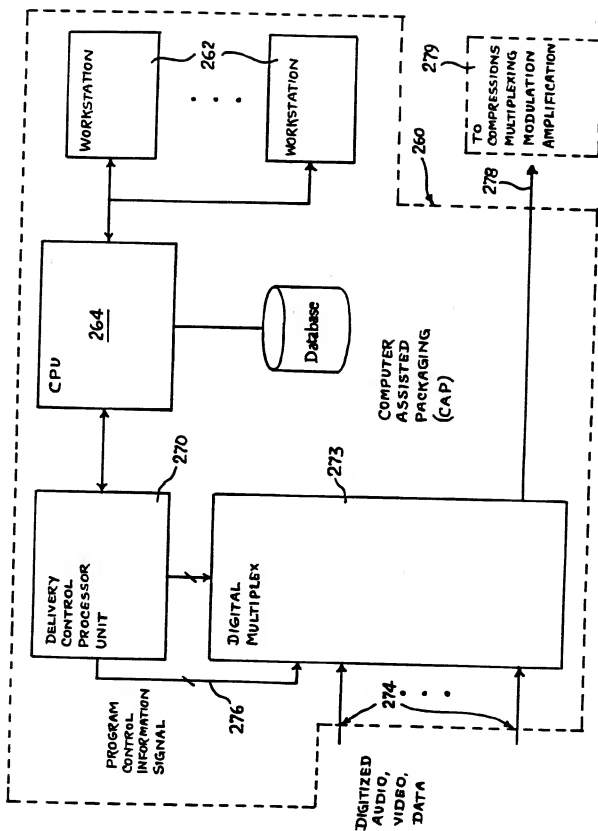 WORKSTATION
262
WORKSTATION
279
TO
COMPRESSIONS
MULTIPLEXING
MODULATION
AMPLIFICATION
260
278
CPU
264
Database
COMPUTER
ASSISTED
PACKAGING
(CAP)
270
DELIVERY
CONTROL
PROCESSOR
UNIT
273
DIGITAL
MULTIPLEX
276
PROGRAM
CONTROL
INFORMATION
SIGNAL
274
DIGITIZED
AUDIO,
VIDEO,
DATA